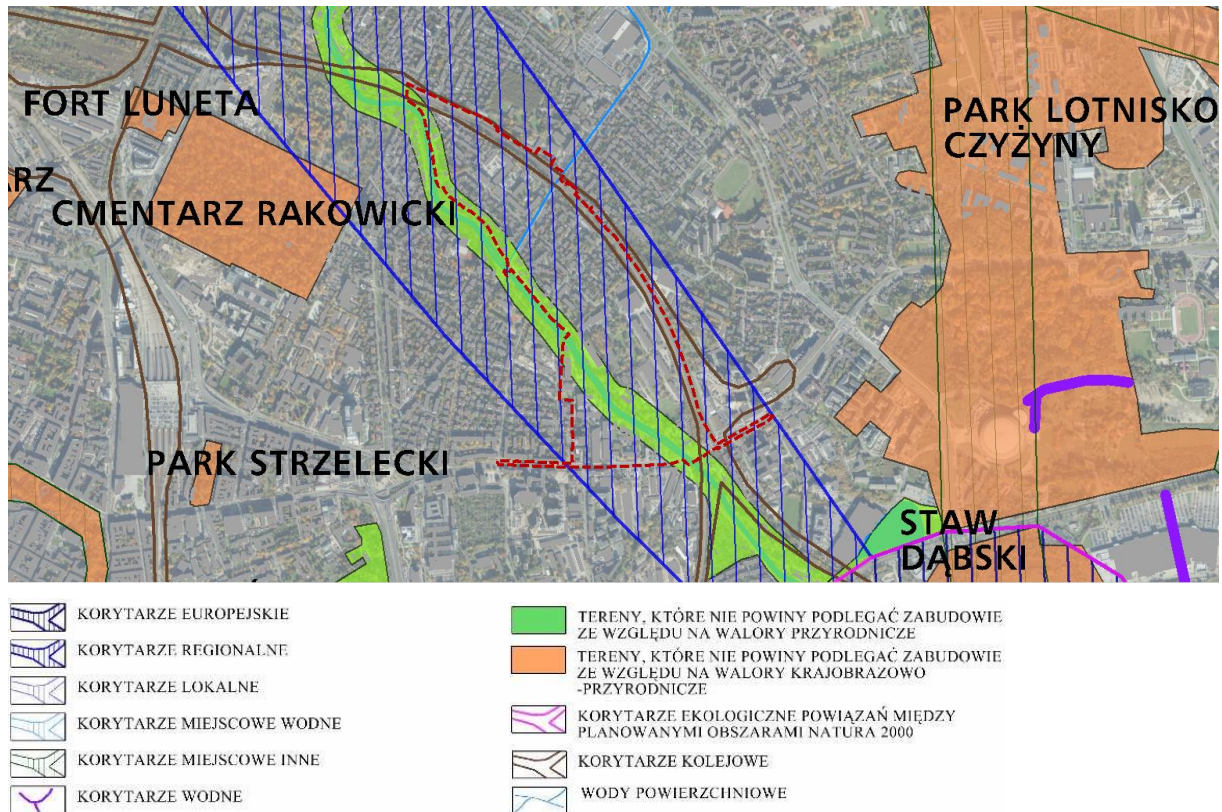 FORT LUNETA
PARK LOTNISKO
CZYŻYNY
ARZ
CMENTARZ RAKOWICKI
PARK STRZELECKI
STAW
DĄBSKI
KORYTARZE EUROPEJSKIE
KORYTARZE REGIONALNE
KORYTARZE LOKALNE
KORYTARZE MIEJSCOWE WODNE
KORYTARZE MIEJSCOWE INNE
KORYTARZE WODNE
TERENY, KTÓRE NIE POWINY PODLEGAĆ ZABUDOWIE
ZE WZGLĘDU NA WALORY PRZYRODNICZE
TERENY, KTÓRE NIE POWINY PODLEGAĆ ZABUDOWIE
ZE WZGLĘDU NA WALORY KRAJOBRAZOWO
-PRZYRODNICZE
KORYTARZE EKOLOGICZNE POWIĄZAŃ MIĘDZY
PLANOWANYMI OBSZARAMI NATURA 2000
KORYTARZE KOLEJOWE
WODY POWIERZCHNIOWE